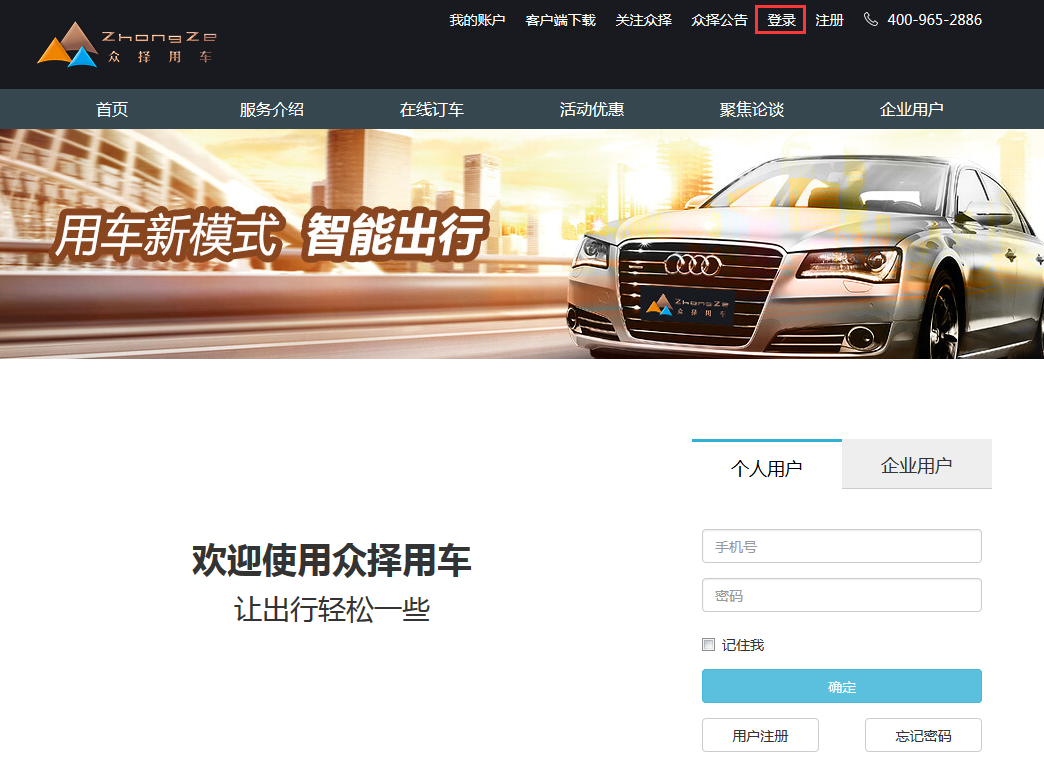 我的账户 客户端下载 关注众择 众择公告 登录 注册 400-965-2886
ZhongZe
众择用车
首页 服务介绍 在线订车 活动优惠 聚焦论谈 企业用户
用车新模式 智能出行
ZhongZe
众择用车
个人用户 企业用户
手机号
欢迎使用众择用车
密码
让出行轻松一些
记住我
确定
用户注册 忘记密码